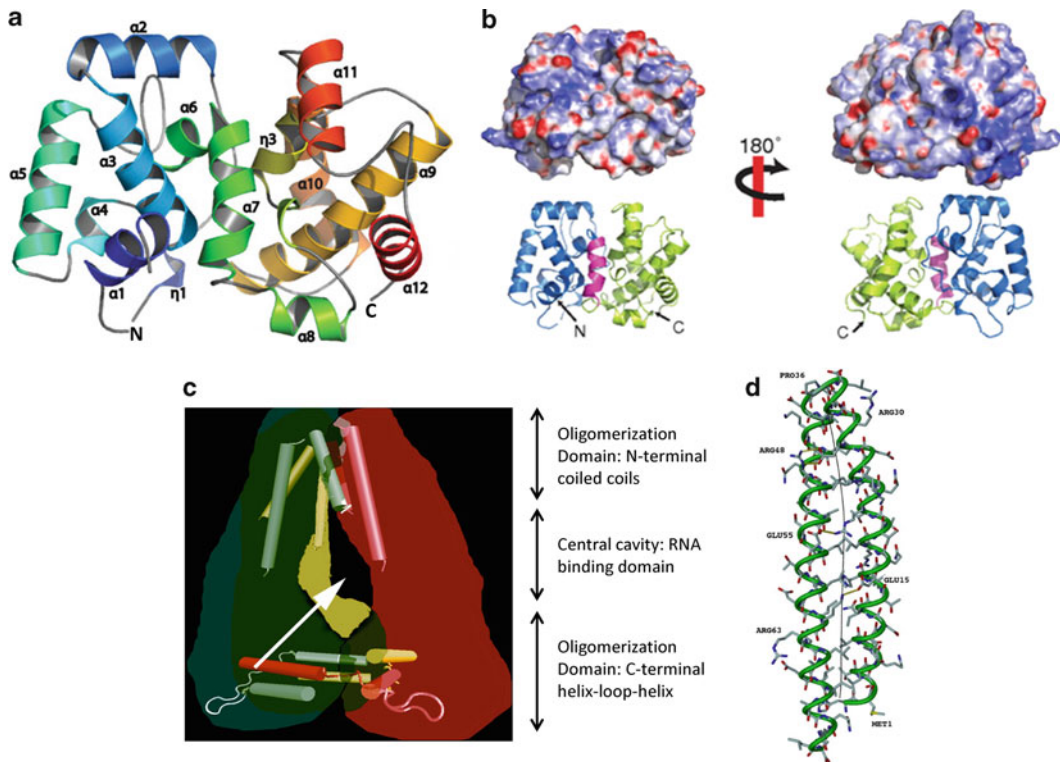 a
α2
α11
α6
α5
α3
η3
α9
α10
α4
α7
α1
η1
N
α8
C
α12
b
180°
N
C
C
c
Oligomerization
Domain: N-terminal
coiled coils
Central cavity: RNA
binding domain
Oligomerization
Domain: C-terminal
helix-loop-helix
d
PRO36
ARG30
ARG48
GLU55
GLU15
ARG63
MET1